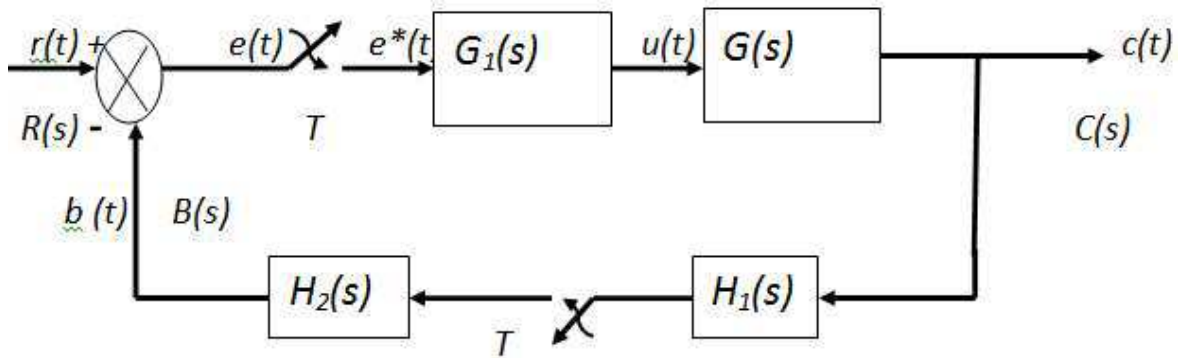 r(t) + e(t) e*(t G₁(s) u(t) G(s) c(t)
R(s) - T C(s)
b (t) B(s) H₂(s) H₁(s)
T